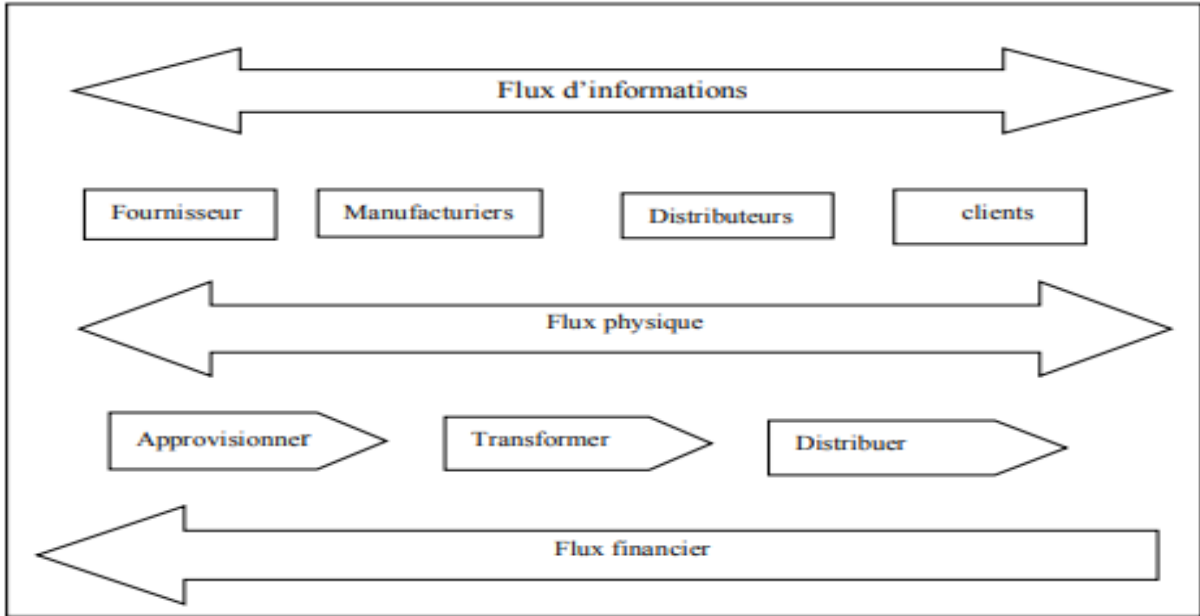 Flux d’informations
Fournisseur
Manufacturiers
Distributeurs
clients
Flux physique
Approvisionner
Transformer
Distribuer
Flux financier